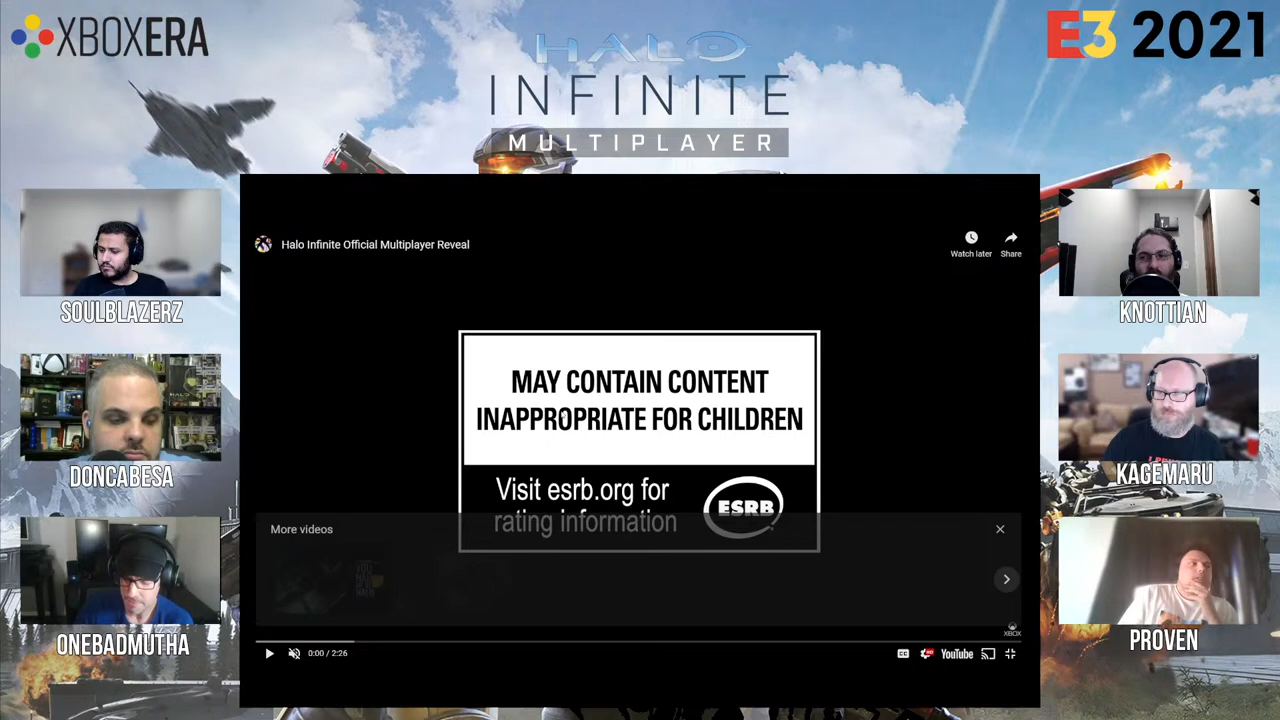 XBOXERA
E3 2021
HALO
INFINITE
MULTIPLAYER
Halo Infinite Official Multiplayer Reveal
Watch later
Share
SOULBLAZERZ
KNOTTIAN
MAY CONTAIN CONTENT
INAPPROPRIATE FOR CHILDREN
Visit esrb.org for
rating information
ESRB
DONCABESA
KAGEMARU
More videos
ONEBADMUTHA
PROVEN
XBOX
0:00 / 2:26
CC
YouTube